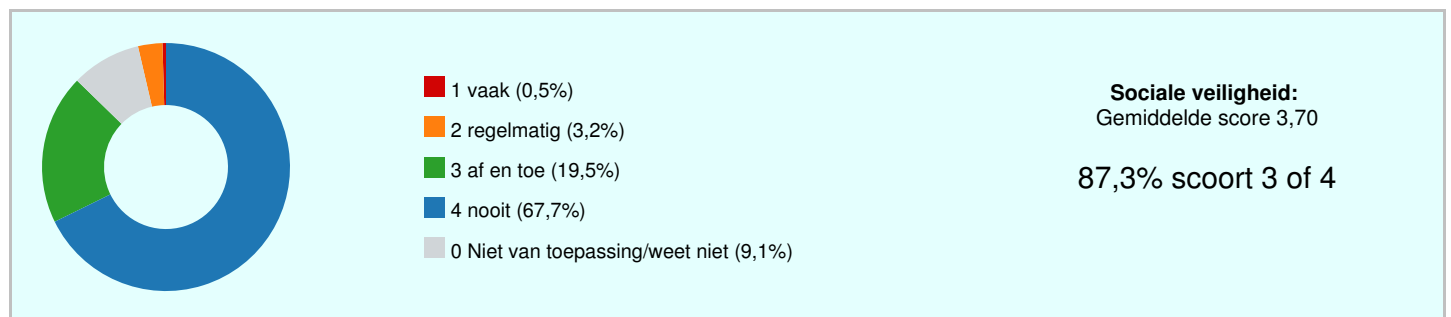 1 vaak (0,5%)
2 regelmatig (3,2%)
3 af en toe (19,5%)
4 nooit (67,7%)
0 Niet van toepassing/weet niet (9,1%)
Sociale veiligheid:
Gemiddelde score 3,70
87,3% scoort 3 of 4